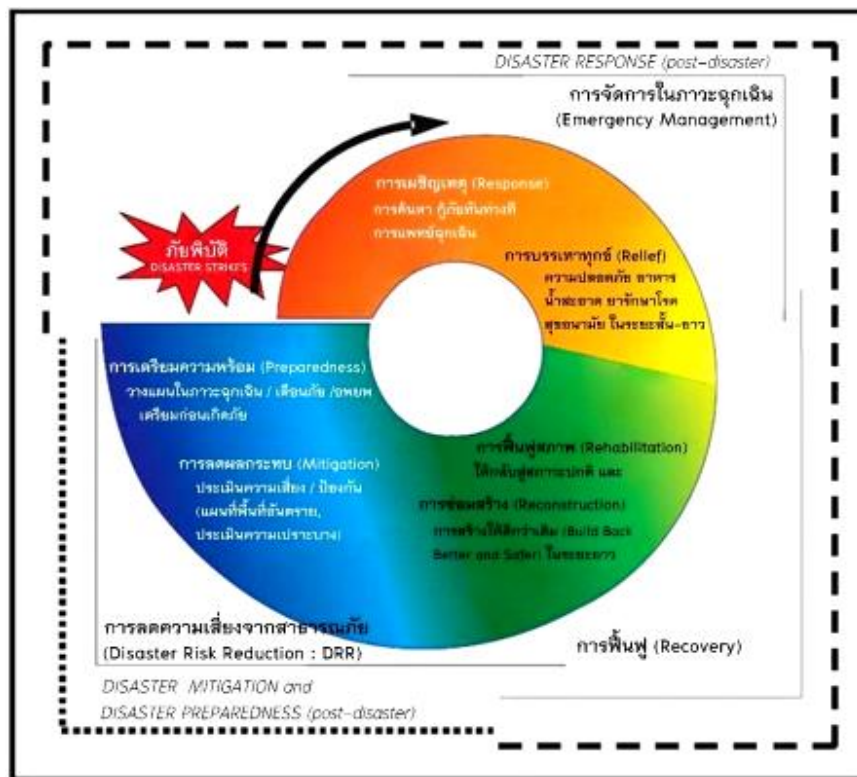 DISASTER RESPONSE (post-disaster)
การจัดการในภาวะฉุกเฉิน
(Emergency Management)
การเผชิญเหตุ (Response)
การค้นหา กู้ภัยทันท่วงที
การแพทย์ฉุกเฉิน
ภัยพิบัติ
DISASTER STRIKES
การบรรเทาทุกข์ (Relief)
ความปลอดภัย อาหาร
น้ำสะอาด ยารักษาโรค
สุขอนามัย ในระยะสั้น-ยาว
การเตรียมความพร้อม (Preparedness)
วางแผนในภาวะฉุกเฉิน / เตือนภัย /อพยพ
เตรียมก่อนเกิดภัย
การลดผลกระทบ (Mitigation)
ประเมินความเสี่ยง / ป้องกัน
(แผนที่พื้นที่อันตราย,
ประเมินความเปราะบาง)
การฟื้นฟูสภาพ (Rehabilitation)
ให้กลับสู่สภาวะปกติ และ
การซ่อมสร้าง (Reconstruction)
การสร้างให้ดีกว่าเดิม (Build Back
Better and Safer) ในระยะยาว
การลดความเสี่ยงจากสาธารณภัย
(Disaster Risk Reduction : DRR)
การฟื้นฟู (Recovery)
DISASTER MITIGATION and
DISASTER PREPAREDNESS (post-disaster)